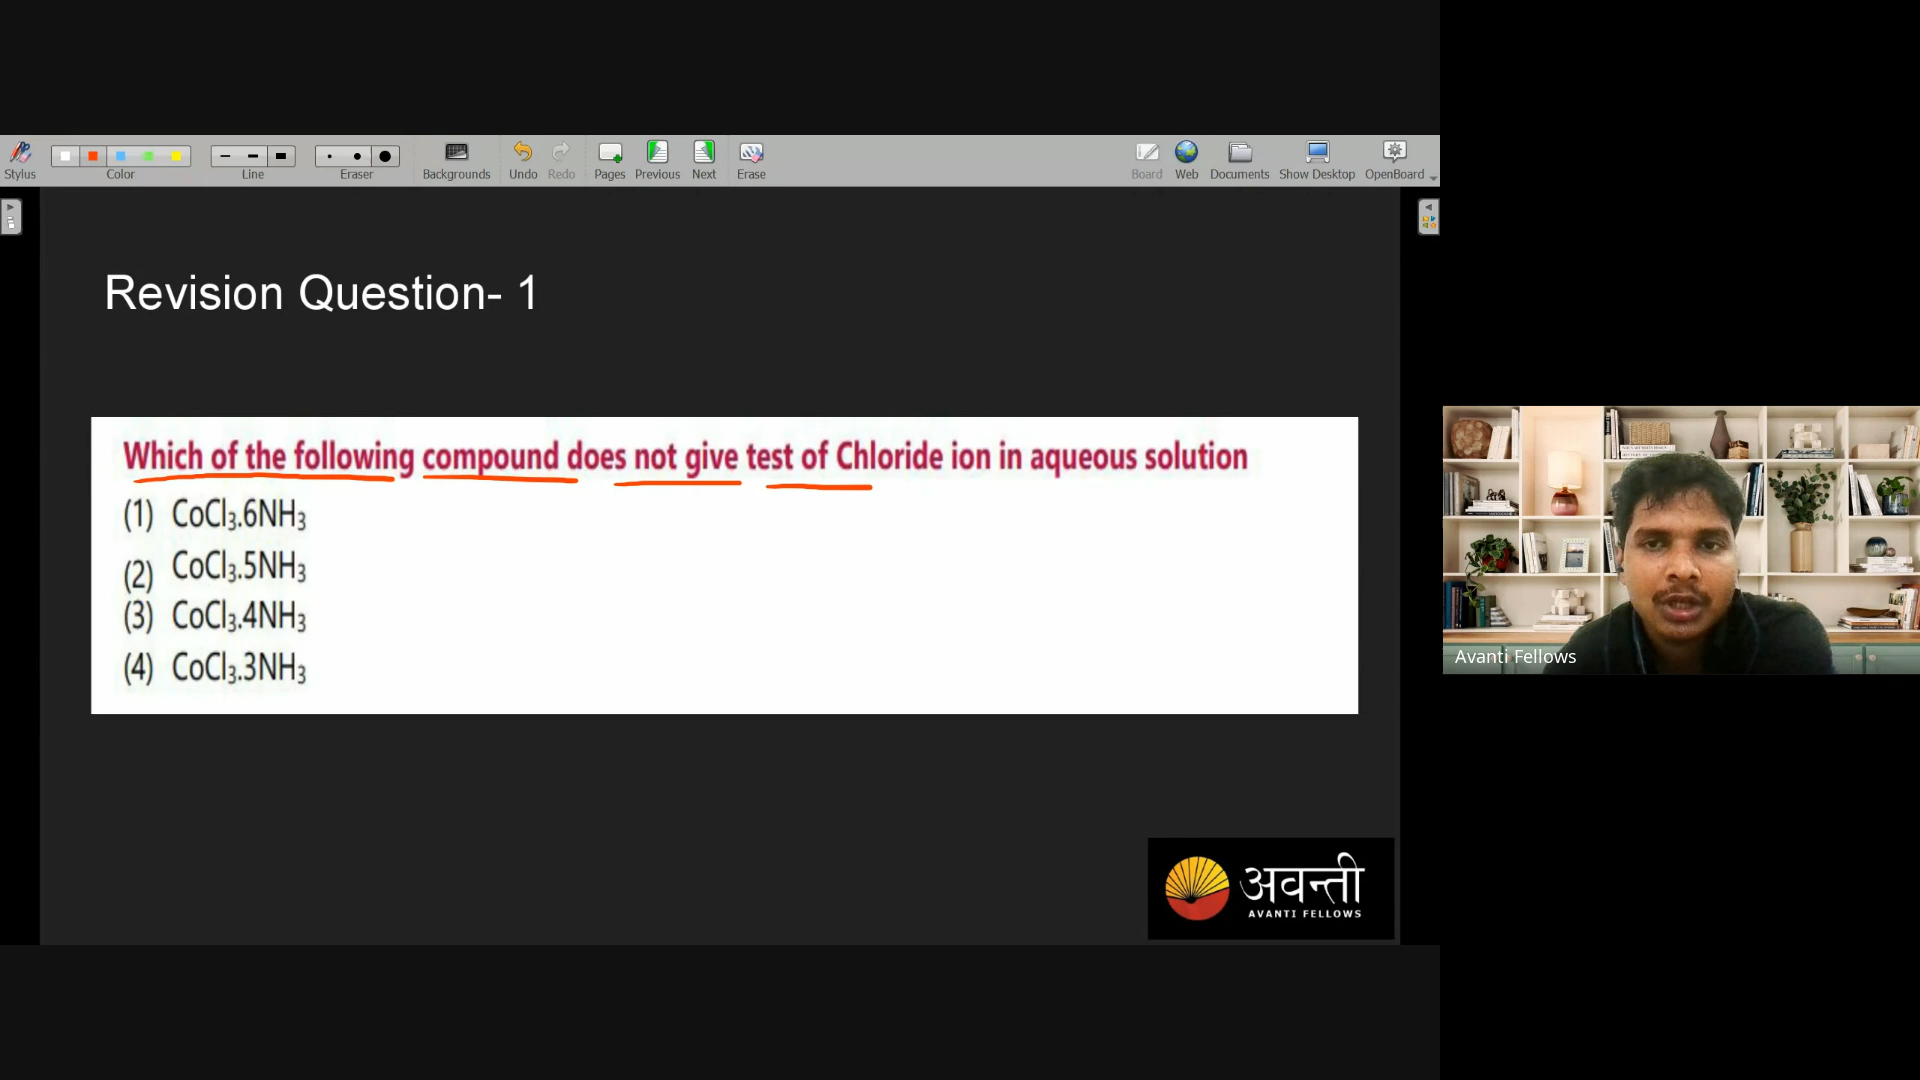 Stylus
Color
Line
Eraser
Backgrounds
Undo
Redo
Pages
Previous
Next
Erase
Board
Web
Documents
Show Desktop
OpenBoard
Revision Question- 1
Which of the following compound does not give test of Chloride ion in aqueous solution
(1) CoCl₃.6NH₃
(2) CoCl₃.5NH₃
(3) CoCl₃.4NH₃
(4) CoCl₃.3NH₃
Avanti Fellows
अवन्ती
AVANTI FELLOWS